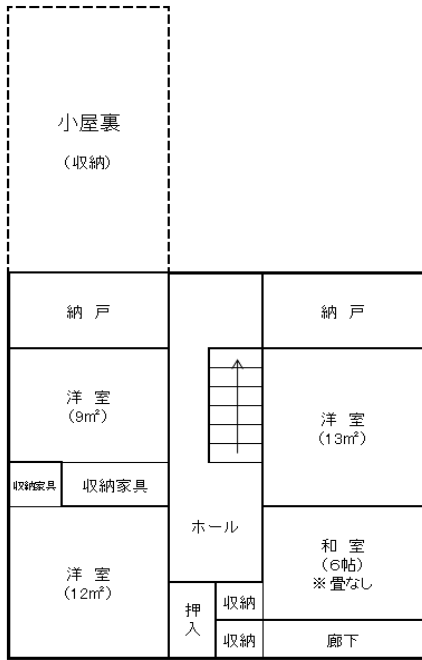 小屋裏
(収納)
納戸
納戸
洋室
(9㎡)
洋室
(13㎡)
収納家具
収納家具
ホール
和室
(6帖)
※畳なし
洋室
(12㎡)
押入
収納
収納
廊下